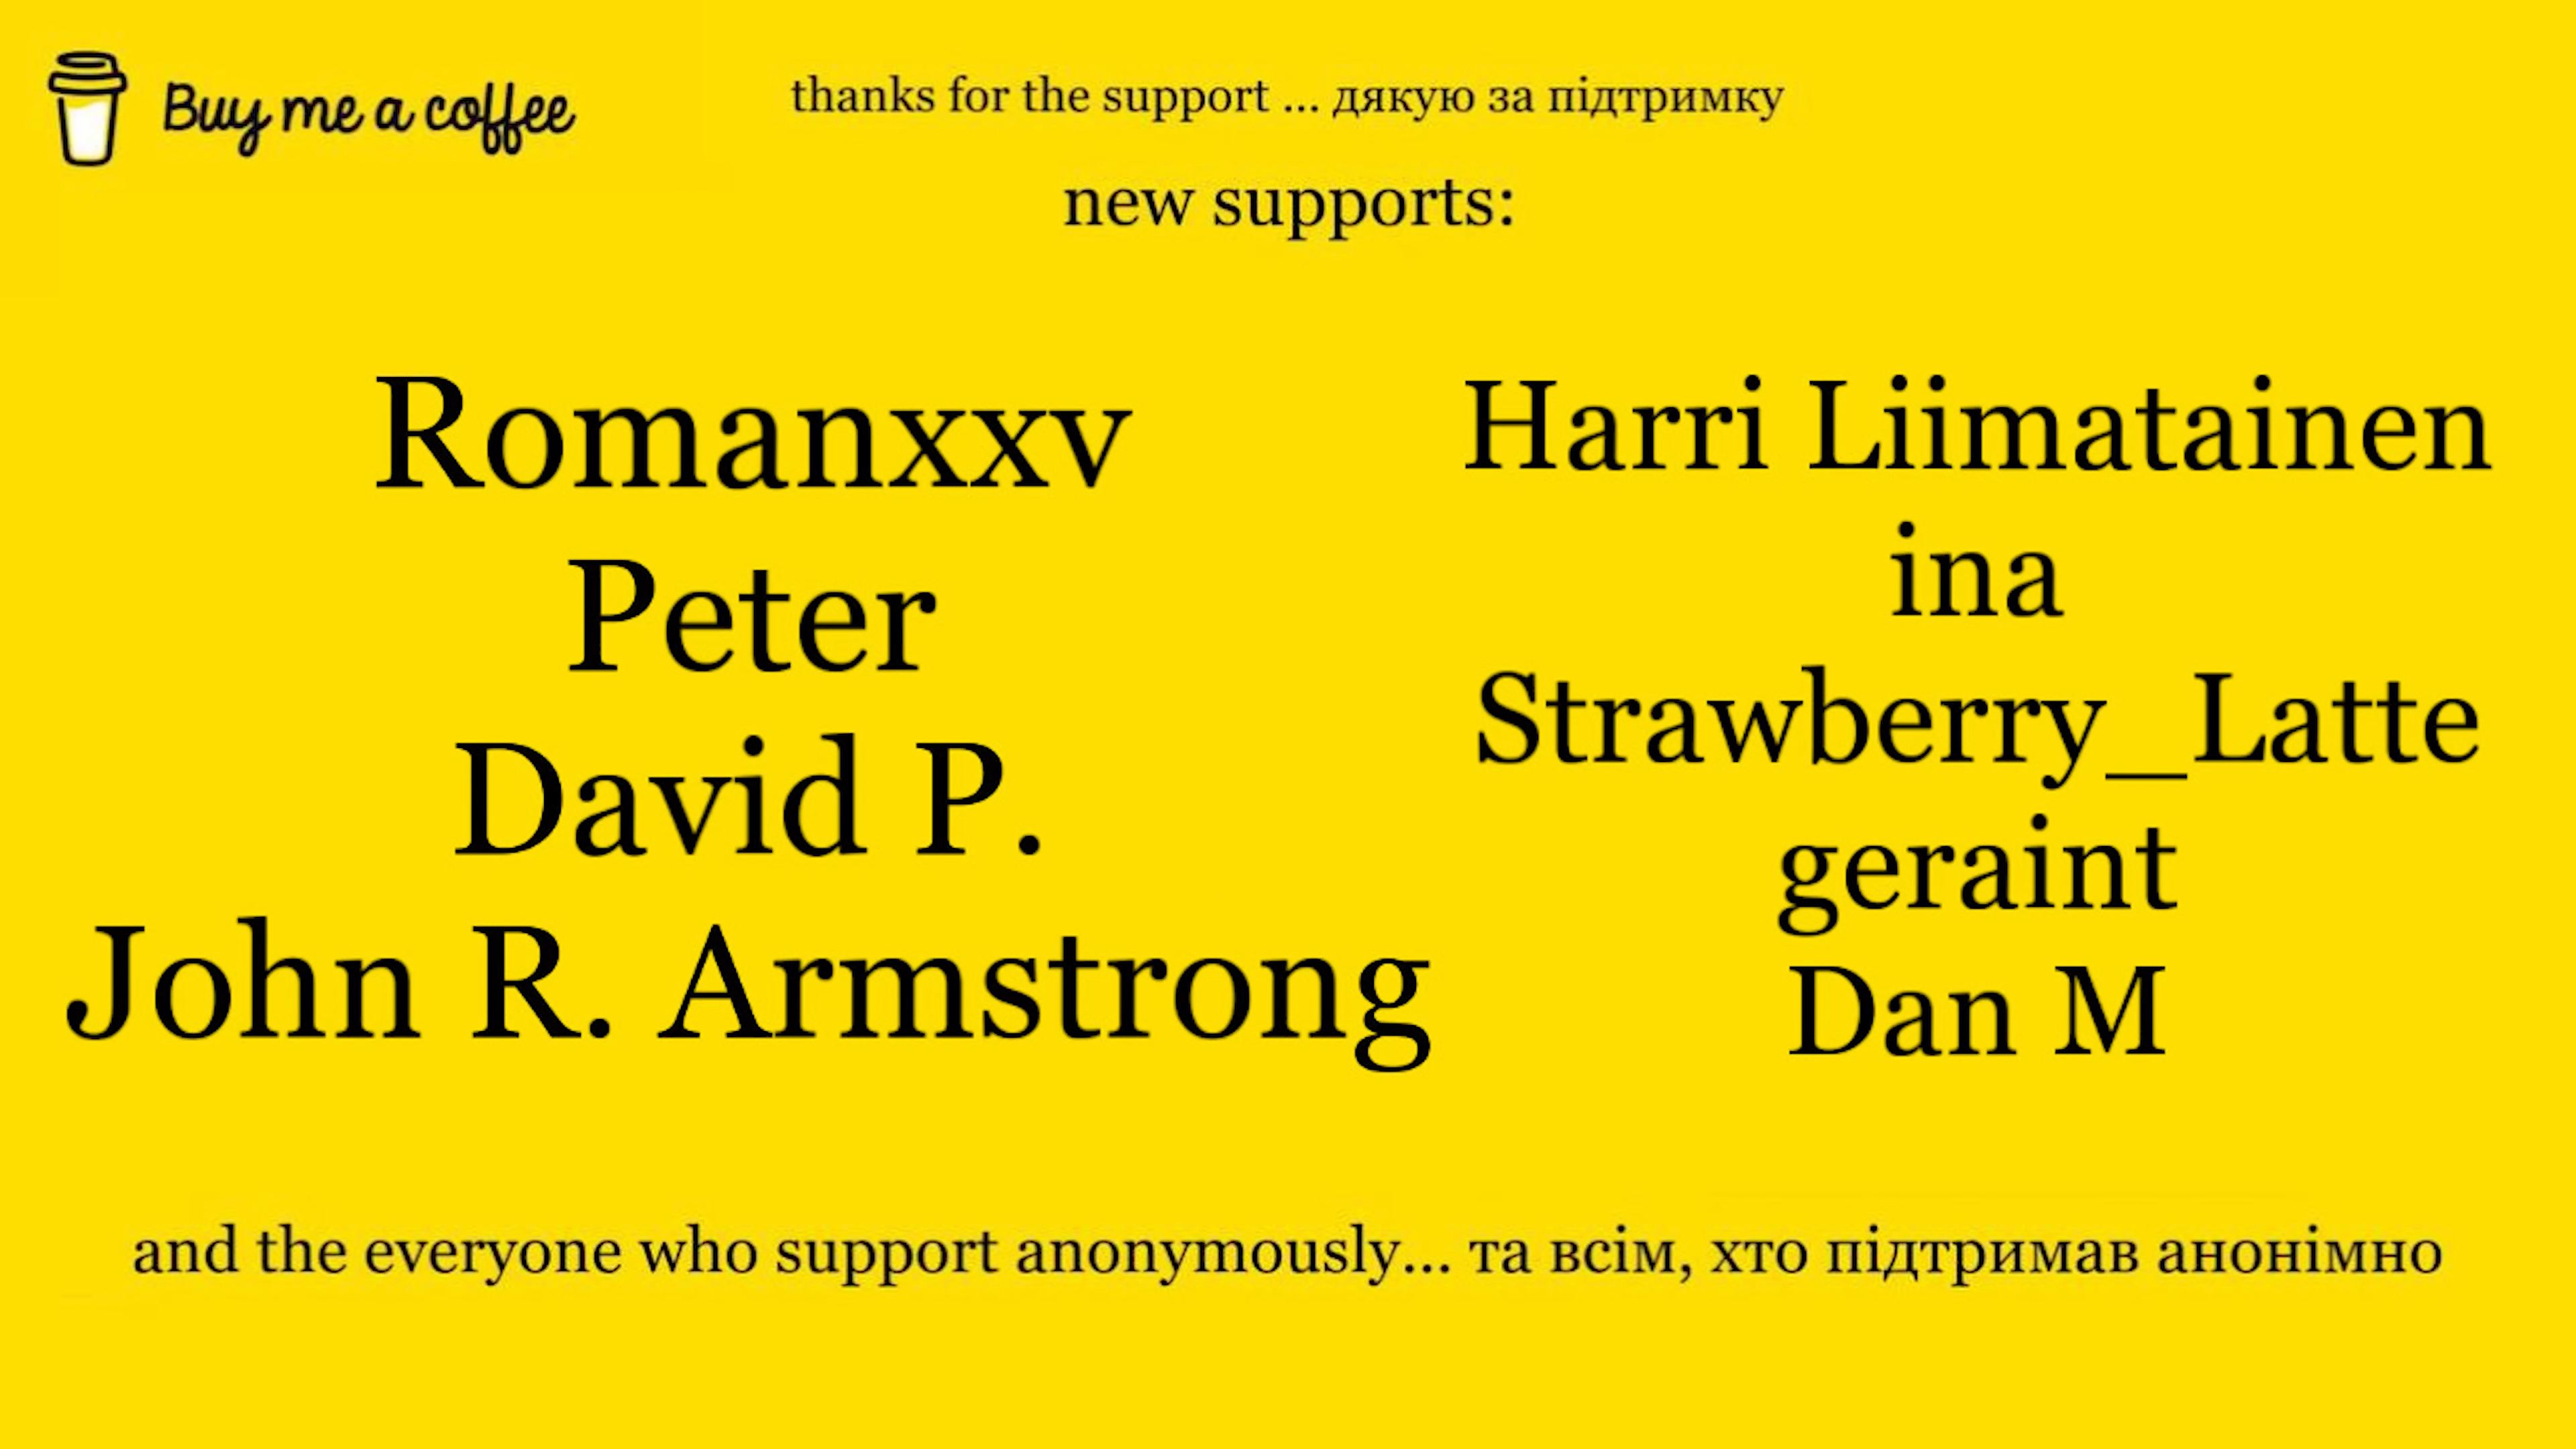 Buy me a coffee
thanks for the support ... дякую за підтримку
new supports:
Romanxxv
Peter
David P.
John R. Armstrong
Harri Liimatainen
ina
Strawberry_Latte
geraint
Dan M
and the everyone who support anonymously... та всім, хто підтримав анонімно